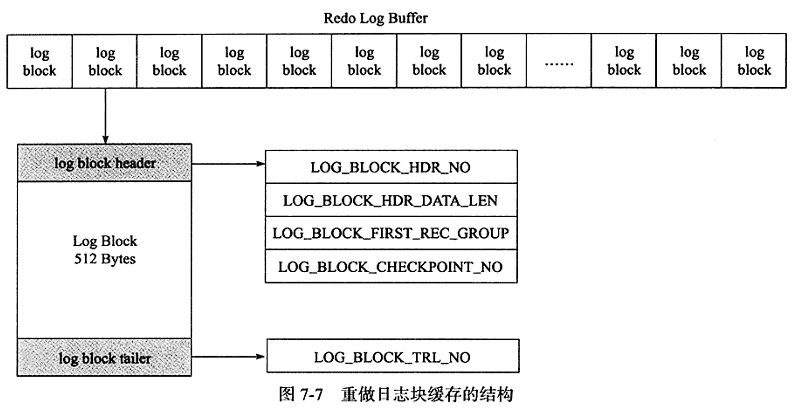 Redo Log Buffer
log block log block log block log block log block log block log block log block ...... log block log block log block
log block header
LOG_BLOCK_HDR_NO
LOG_BLOCK_HDR_DATA_LEN
LOG_BLOCK_FIRST_REC_GROUP
LOG_BLOCK_CHECKPOINT_NO
Log Block
512 Bytes
log block tailer
LOG_BLOCK_TRL_NO
图 7-7 重做日志块缓存的结构